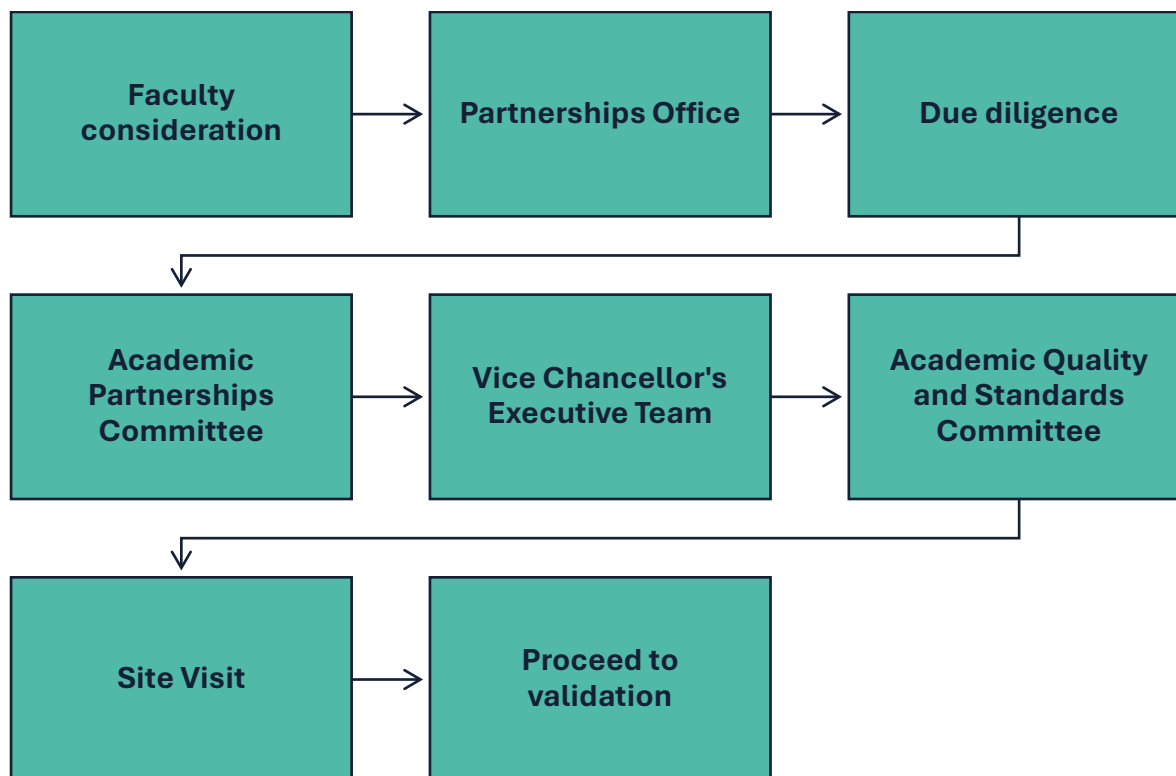 Faculty
consideration
Partnerships Office
Due diligence
Academic
Partnerships
Committee
Vice Chancellor's
Executive Team
Academic Quality
and Standards
Committee
Site Visit
Proceed to
validation